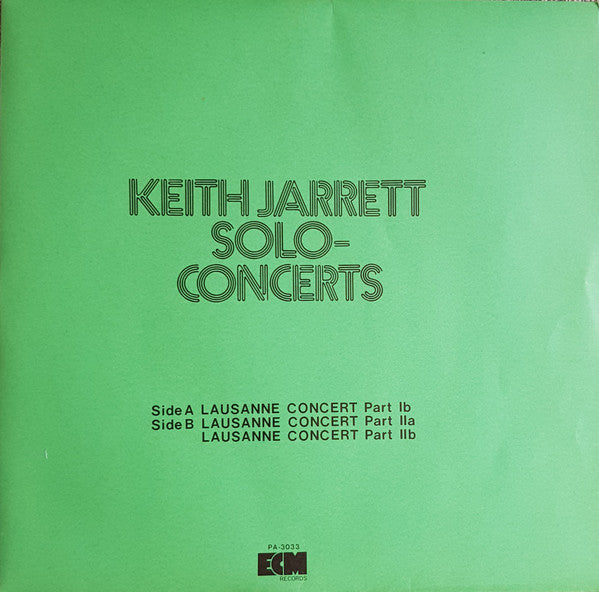 KEITH JARRETT
SOLO-
CONCERTS
Side A LAUSANNE CONCERT Part Ib
Side B LAUSANNE CONCERT Part IIa
LAUSANNE CONCERT Part IIb
PA-3033
ECM
RECORDS